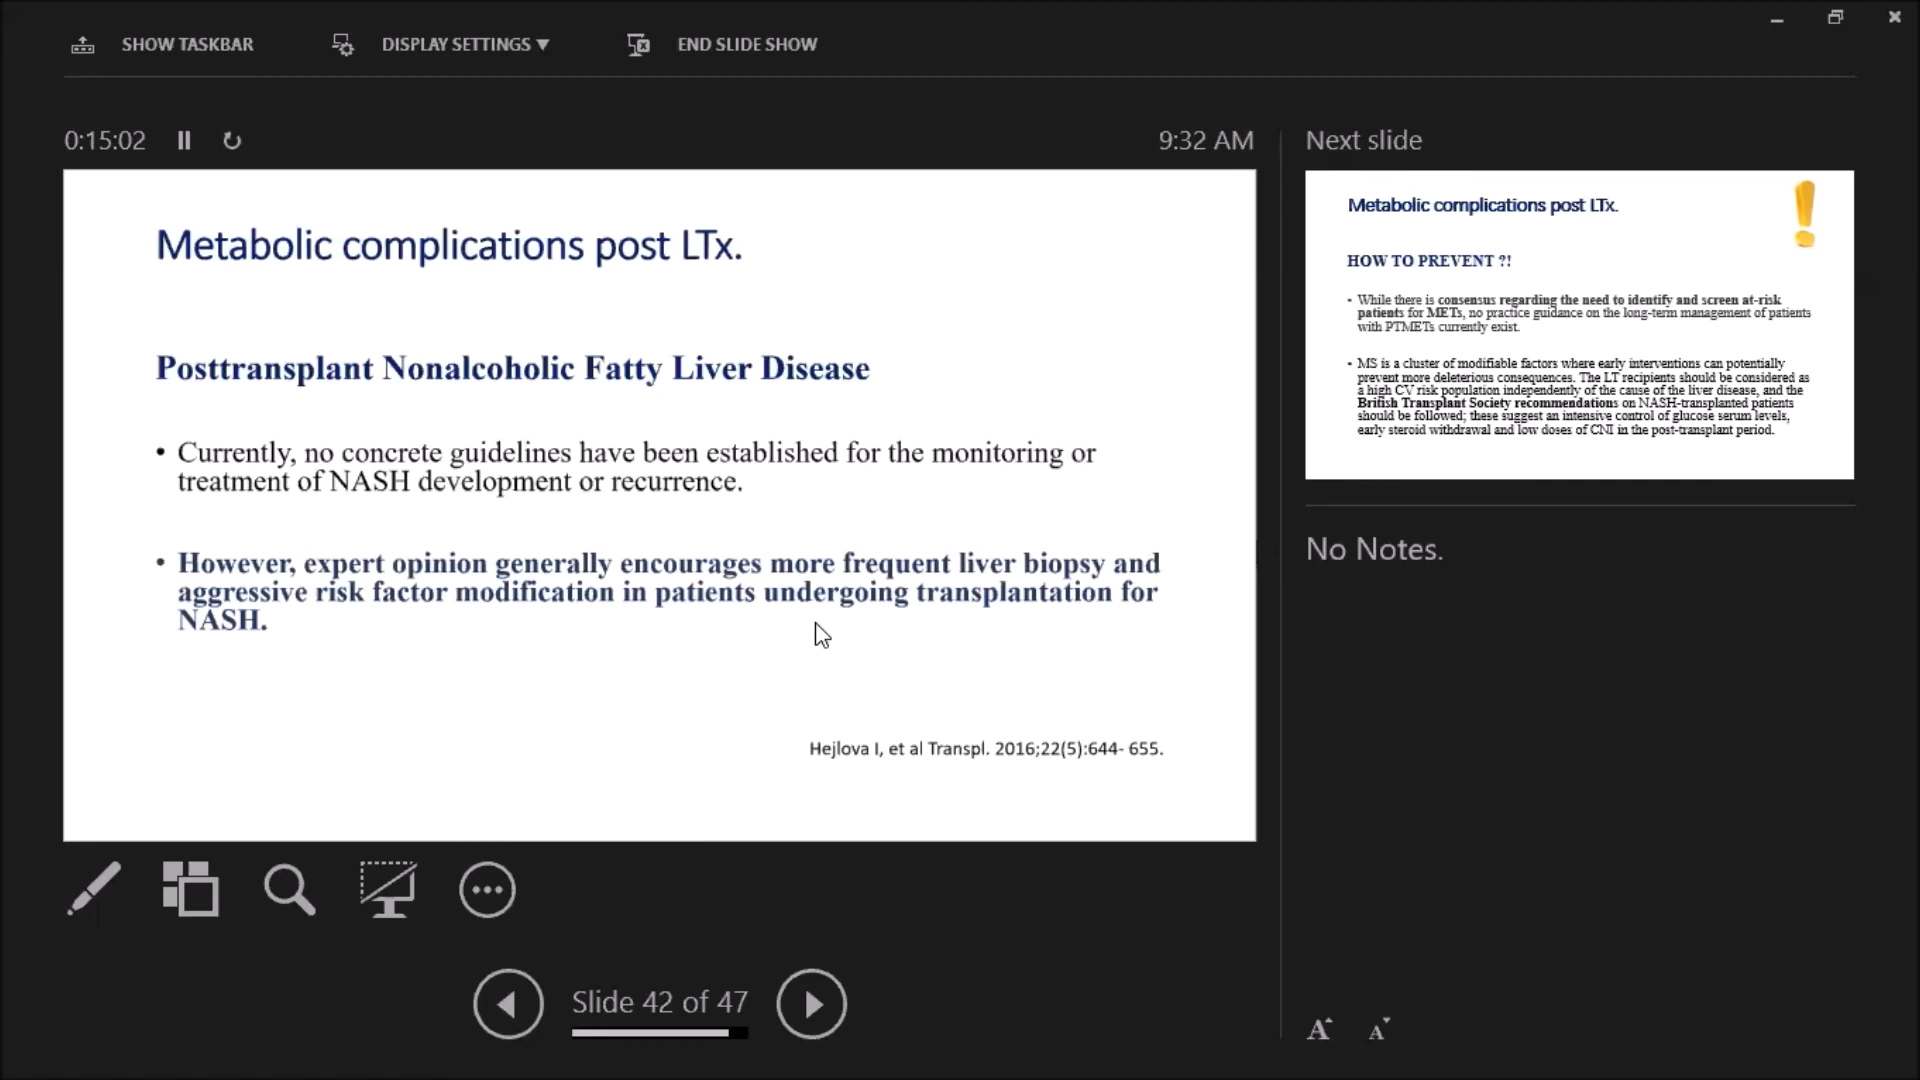 SHOW TASKBAR
DISPLAY SETTINGS ▼
END SLIDE SHOW
0:15:02
9:32 AM
Metabolic complications post LTx.
Posttransplant Nonalcoholic Fatty Liver Disease
• Currently, no concrete guidelines have been established for the monitoring or
treatment of NASH development or recurrence.
• However, expert opinion generally encourages more frequent liver biopsy and
aggressive risk factor modification in patients undergoing transplantation for
NASH.
Hejlova I, et al Transpl. 2016;22(5):644- 655.
Slide 42 of 47
Next slide
Metabolic complications post LTx.
HOW TO PREVENT ?!
• While there is consensus regarding the need to identify and screen at-risk
patients for METs, no practice guidance on the long-term management of patients
with PTMETs currently exist.
• MS is a cluster of modifiable factors where early interventions can potentially
prevent more deleterious consequences. The LT recipients should be considered as
a high CV risk population independently of the cause of the liver disease, and the
British Transplant Society recommendations on NASH-transplanted patients
should be followed; these suggest an intensive control of glucose serum levels,
early steroid withdrawal and low doses of CNI in the post-transplant period.
No Notes.
A A